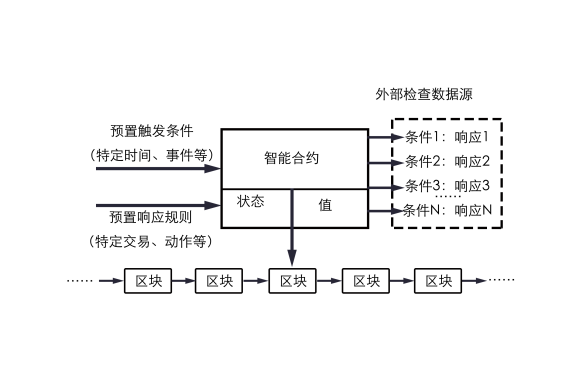 外部检查数据源
预置触发条件
（特定时间、事件等）
智能合约
条件1：响应1
条件2：响应2
条件3：响应3
......
条件N：响应N
状态
值
预置响应规则
（特定交易、动作等）
......
区块
区块
区块
区块
区块
......